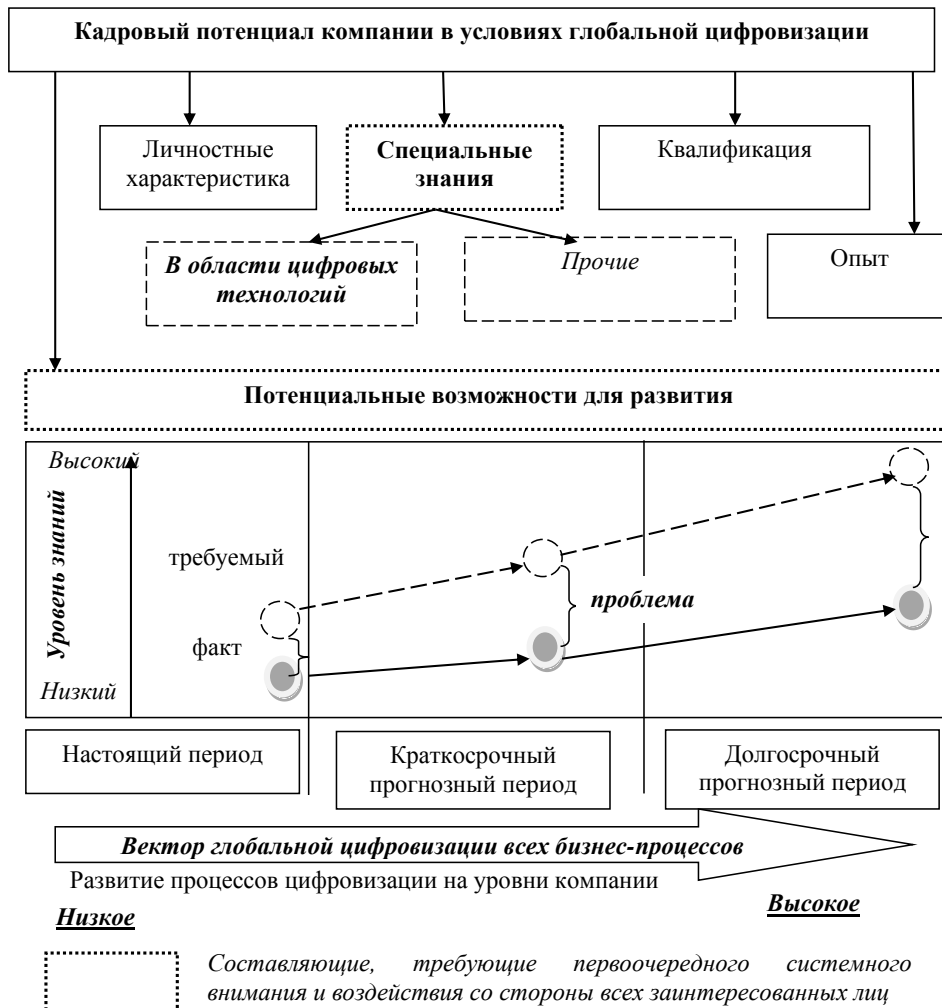 Кадровый потенциал компании в условиях глобальной цифровизации
Личностные
характеристика
Специальные
знания
Квалификация
В области цифровых
технологий
Прочие
Опыт
Потенциальные возможности для развития
Высокий
Уровень знаний
требуемый
факт
Низкий
проблема
Настоящий период
Краткосрочный
прогнозный период
Долгосрочный
прогнозный период
Вектор глобальной цифровизации всех бизнес-процессов
Развитие процессов цифровизации на уровни компании
Низкое
Высокое
Составляющие, требующие первоочередного системного
внимания и воздействия со стороны всех заинтересованных лиц